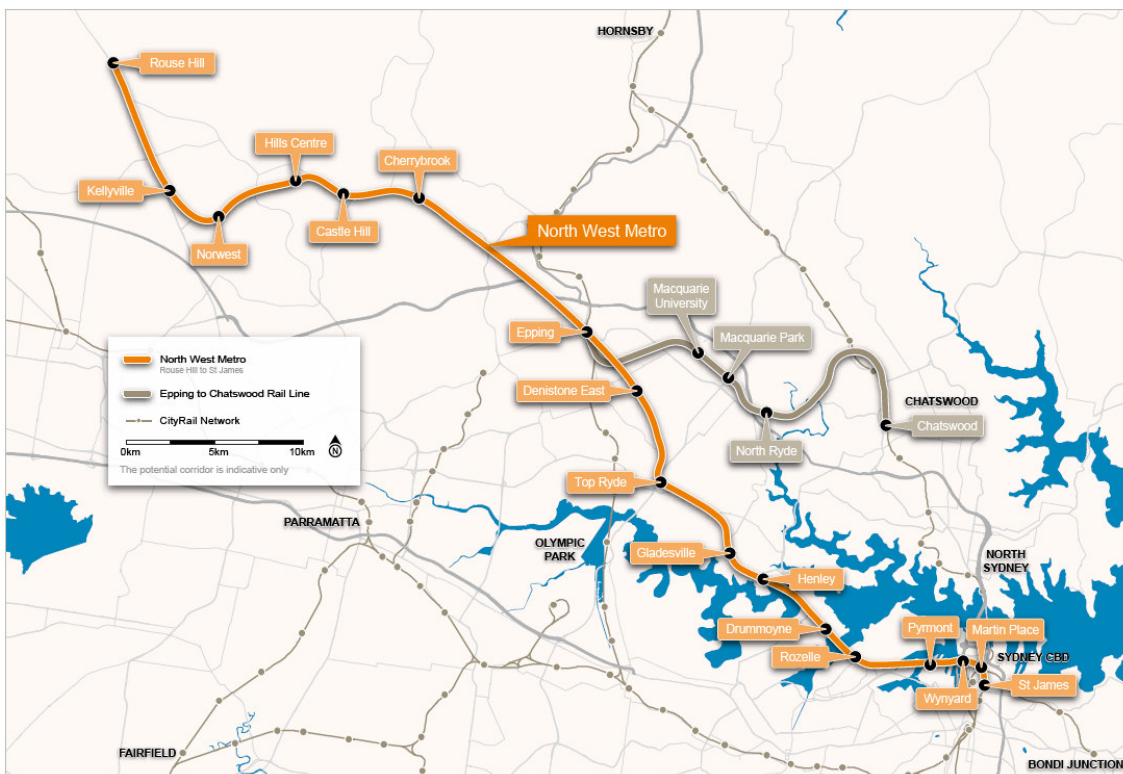 HORNSBY
Rouse Hill
Hills Centre
Cherrybrook
Kellyville
Castle Hill
North West Metro
Norwest
Macquarie
University
Epping
Macquarie Park
North West Metro
Rouse Hill to St James
Denistone East
Epping to Chatswood Rail Line
CHATSWOOD
Chatswood
CityRail Network
North Ryde
0km 5km 10km
N
The potential corridor is indicative only
Top Ryde
PARRAMATTA
OLYMPIC
PARK
Gladesville
NORTH
SYDNEY
Henley
Drummoyne
Pyrmont
Martin Place
Rozelle
SYDNEY CBD
St James
Wynyard
FAIRFIELD
BONDI JUNCTION